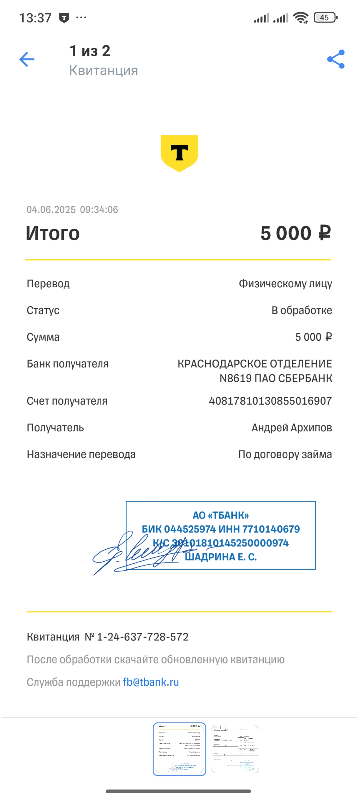 13:37
45
1 из 2
Квитанция
Т
04.06.2025 09:34:06
Итого 5 000 ₽
Перевод Физическому лицу
Статус В обработке
Сумма 5 000 ₽
Банк получателя КРАСНОДАРСКОЕ ОТДЕЛЕНИЕ
N8619 ПАО СБЕРБАНК
Счет получателя 40817810130855016907
Получатель Андрей Архипов
Назначение перевода По договору займа
АО «ТБАНК»
БИК 044525974 ИНН 7710140679
К/С 30101810145250000974
ШАДРИНА Е. С.
Квитанция № 1-24-637-728-572
После обработки скачайте обновленную квитанцию
Служба поддержки fb@tbank.ru